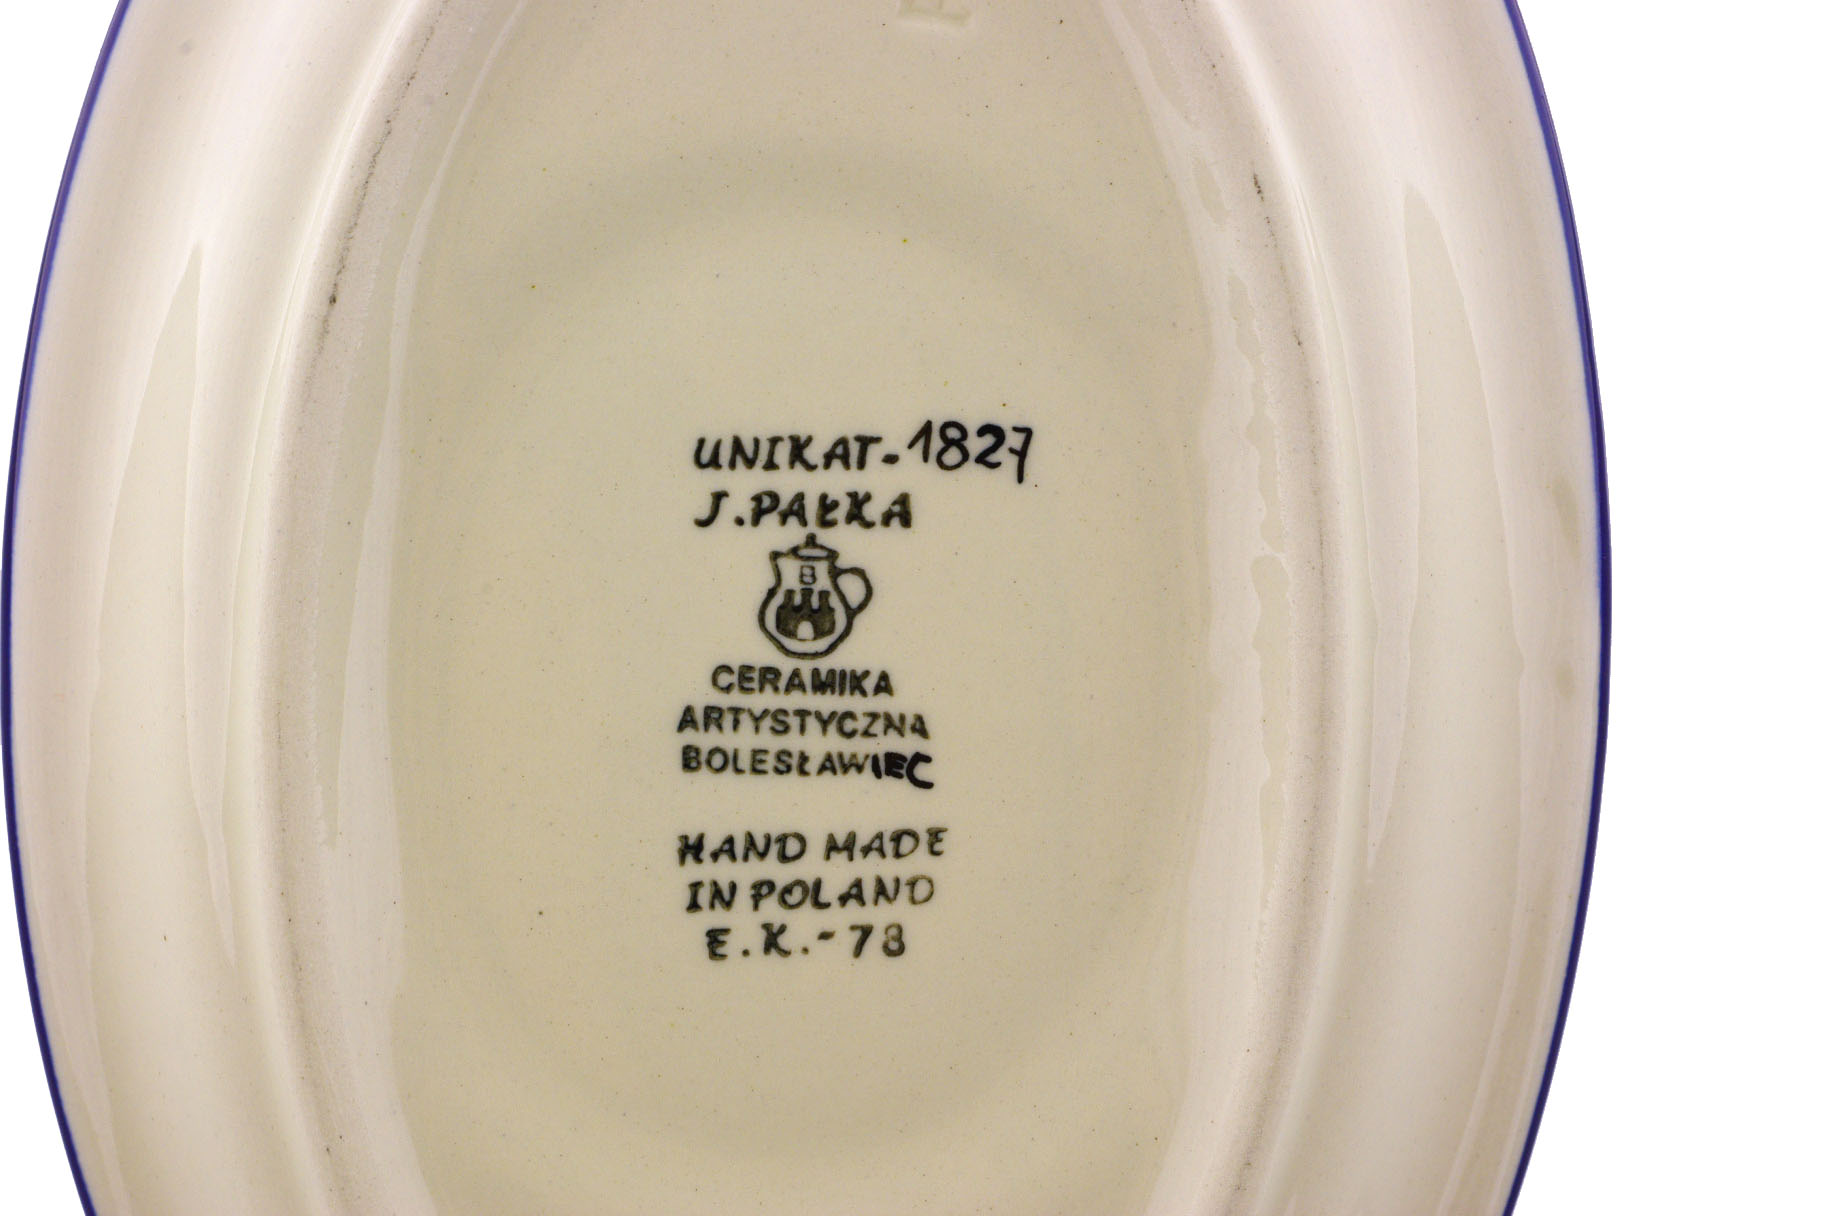 UNIKAT-1827
J.PAŁKA
B
CERAMIKA
ARTYSTYCZNA
BOLESŁAWIEC
HAND MADE
IN POLAND
E.K.-78